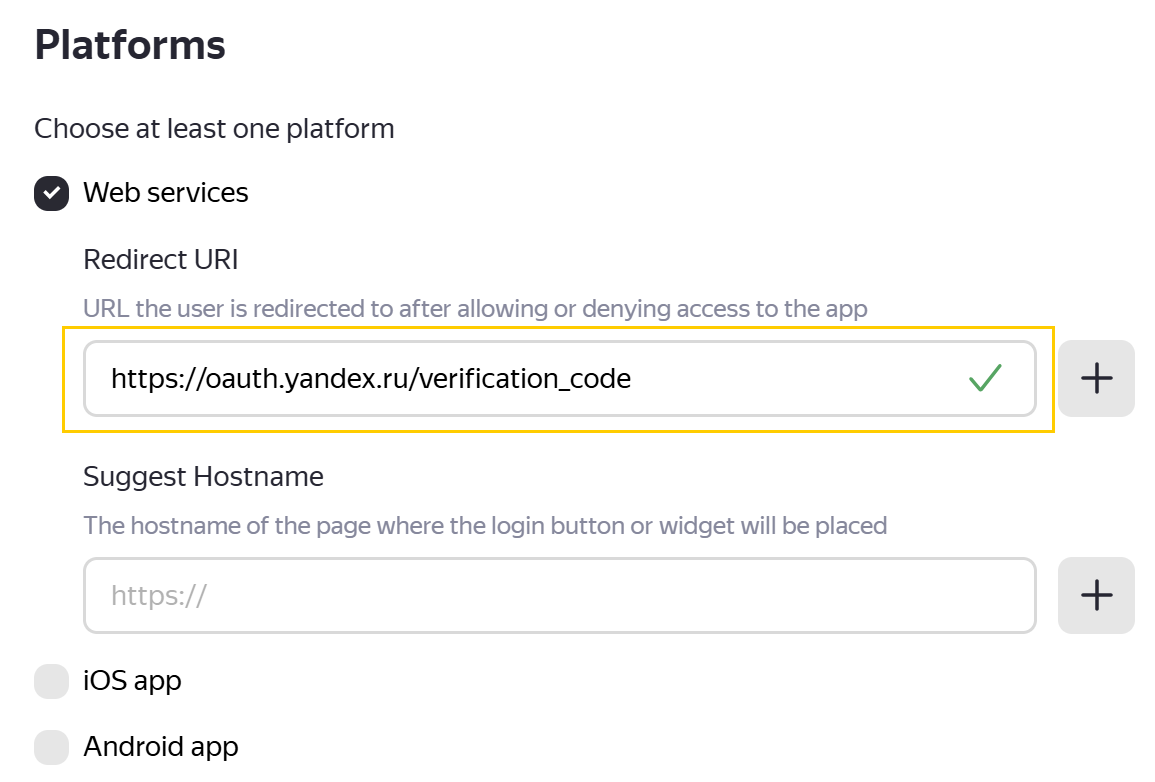 Platforms
Choose at least one platform
Web services
Redirect URI
URL the user is redirected to after allowing or denying access to the app
https://oauth.yandex.ru/verification_code
Suggest Hostname
The hostname of the page where the login button or widget will be placed
https://
iOS app
Android app